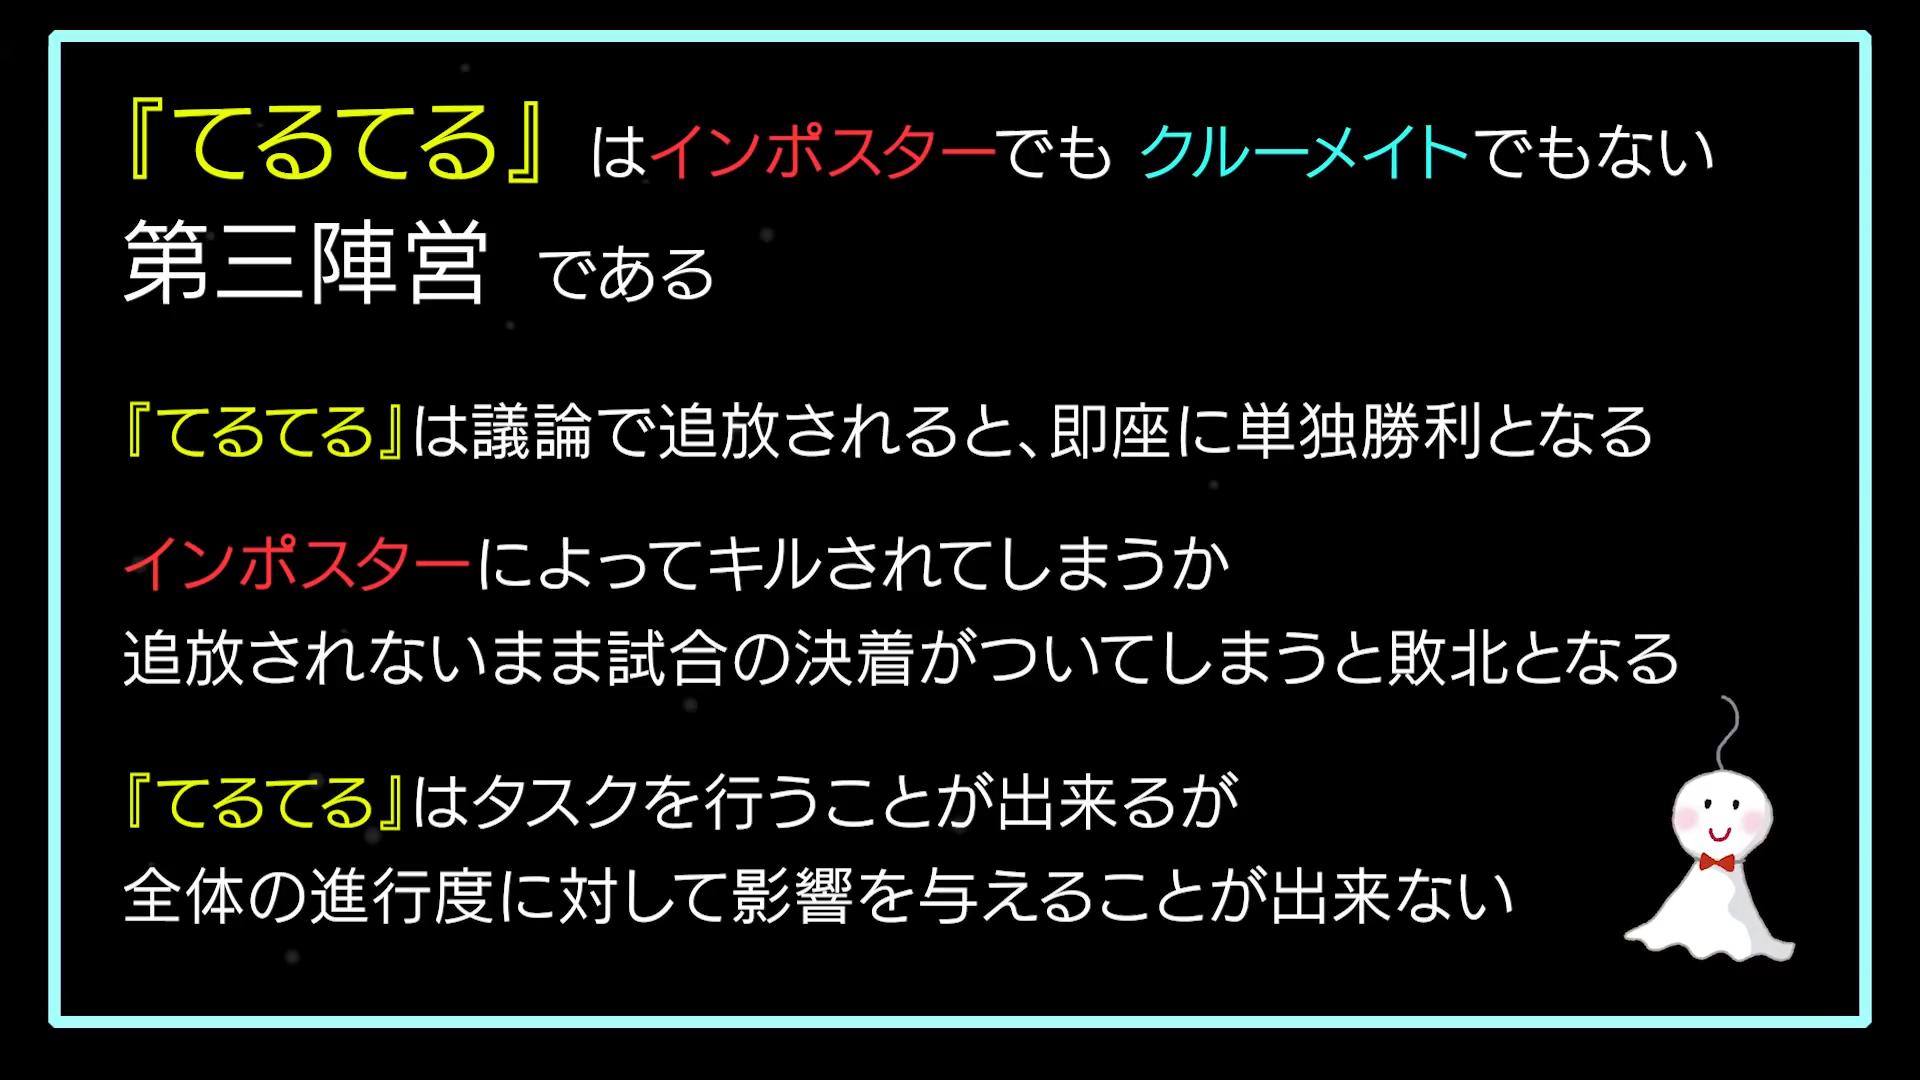 『てるてる』はインポスターでも クルーメイトでもない
第三陣営 である
『てるてる』は議論で追放されると、即座に単独勝利となる
インポスターによってキルされてしまうか
追放されないまま試合の決着がついてしまうと敗北となる
『てるてる』はタスクを行うことが出来るが
全体の進行度に対して影響を与えることが出来ない